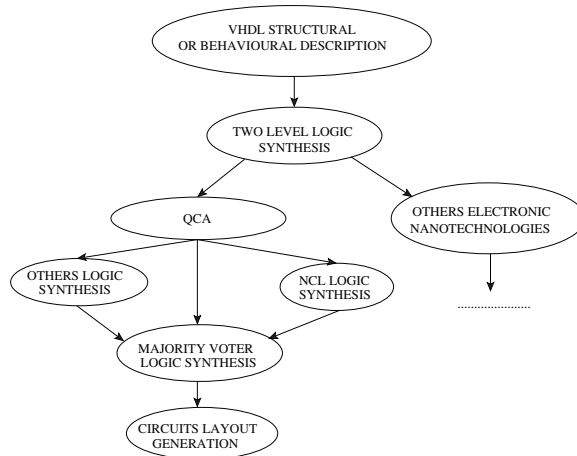 VHDL STRUCTURAL
OR BEHAVIOURAL DESCRIPTION
TWO LEVEL LOGIC
SYNTHESIS
QCA
OTHERS ELECTRONIC
NANOTECHNOLOGIES
OTHERS LOGIC
SYNTHESIS
NCL LOGIC
SYNTHESIS
........................
MAJORITY VOTER
LOGIC SYNTHESIS
CIRCUITS LAYOUT
GENERATION